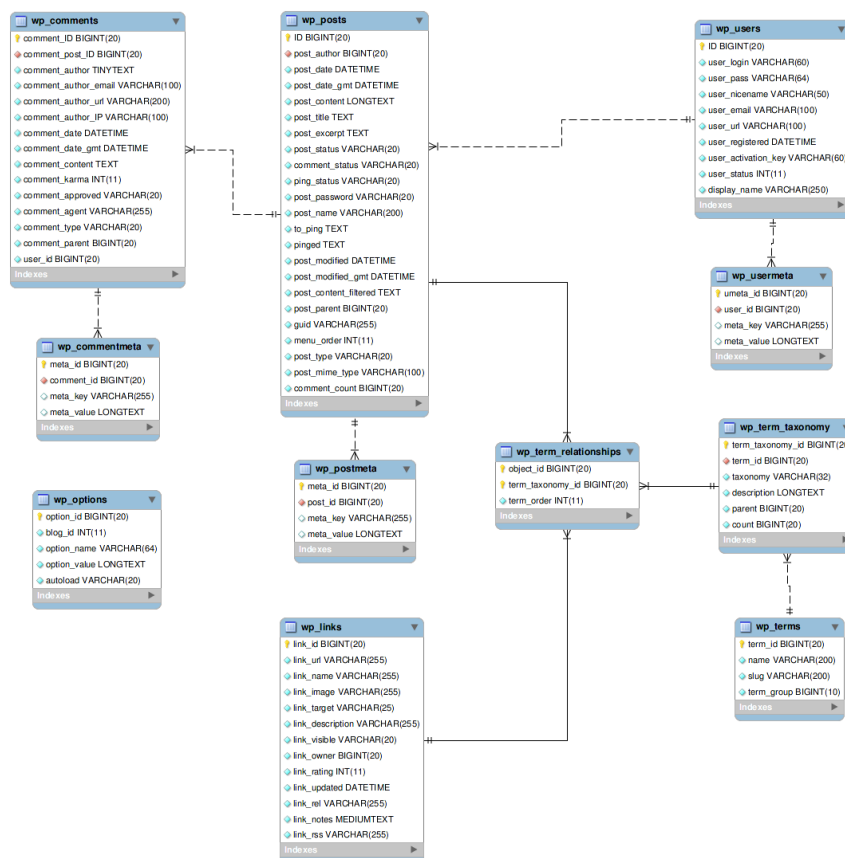 wp_comments
comment_ID BIGINT(20)
comment_post_ID BIGINT(20)
comment_author TINYTEXT
comment_author_email VARCHAR(100)
comment_author_url VARCHAR(200)
comment_author_IP VARCHAR(100)
comment_date DATETIME
comment_date_gmt DATETIME
comment_content TEXT
comment_karma INT(11)
comment_approved VARCHAR(20)
comment_agent VARCHAR(255)
comment_type VARCHAR(20)
comment_parent BIGINT(20)
user_id BIGINT(20)
Indexes
wp_commentmeta
meta_id BIGINT(20)
comment_id BIGINT(20)
meta_key VARCHAR(255)
meta_value LONGTEXT
Indexes
wp_options
option_id BIGINT(20)
blog_id INT(11)
option_name VARCHAR(64)
option_value LONGTEXT
autoload VARCHAR(20)
Indexes
wp_posts
ID BIGINT(20)
post_author BIGINT(20)
post_date DATETIME
post_date_gmt DATETIME
post_content LONGTEXT
post_title TEXT
post_excerpt TEXT
post_status VARCHAR(20)
comment_status VARCHAR(20)
ping_status VARCHAR(20)
post_password VARCHAR(20)
post_name VARCHAR(200)
to_ping TEXT
pinged TEXT
post_modified DATETIME
post_modified_gmt DATETIME
post_content_filtered TEXT
post_parent BIGINT(20)
guid VARCHAR(255)
menu_order INT(11)
post_type VARCHAR(20)
post_mime_type VARCHAR(100)
comment_count BIGINT(20)
Indexes
wp_postmeta
meta_id BIGINT(20)
post_id BIGINT(20)
meta_key VARCHAR(255)
meta_value LONGTEXT
Indexes
wp_links
link_id BIGINT(20)
link_url VARCHAR(255)
link_name VARCHAR(255)
link_image VARCHAR(255)
link_target VARCHAR(25)
link_description VARCHAR(255)
link_visible VARCHAR(20)
link_owner BIGINT(20)
link_rating INT(11)
link_updated DATETIME
link_rel VARCHAR(255)
link_notes MEDIUMTEXT
link_rss VARCHAR(255)
Indexes
wp_term_relationships
object_id BIGINT(20)
term_taxonomy_id BIGINT(20)
term_order INT(11)
Indexes
wp_users
ID BIGINT(20)
user_login VARCHAR(60)
user_pass VARCHAR(64)
user_nicename VARCHAR(50)
user_email VARCHAR(100)
user_url VARCHAR(100)
user_registered DATETIME
user_activation_key VARCHAR(60)
user_status INT(11)
display_name VARCHAR(250)
Indexes
wp_usermeta
umeta_id BIGINT(20)
user_id BIGINT(20)
meta_key VARCHAR(255)
meta_value LONGTEXT
Indexes
wp_term_taxonomy
term_taxonomy_id BIGINT(20
term_id BIGINT(20)
taxonomy VARCHAR(32)
description LONGTEXT
parent BIGINT(20)
count BIGINT(20)
Indexes
wp_terms
term_id BIGINT(20)
name VARCHAR(200)
slug VARCHAR(200)
term_group BIGINT(10)
Indexes